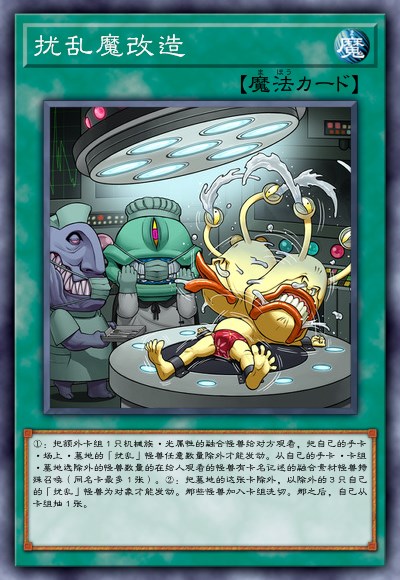 扰乱魔改造
魔
【魔法カード】
ま ほう
①：把额外卡组1只机械族・光属性的融合怪兽给对方观看，把自己的手卡
・场上・墓地的「扰乱」怪兽任意数量除外才能发动。从自己的手卡・卡组
・墓地选除外的怪兽数量的在给人观看的怪兽有卡名记述的融合素材怪兽特
殊召唤（同名卡最多1张）。②：把墓地的这张卡除外，以除外的3只自己
的「扰乱」怪兽为对象才能发动。那些怪兽加入卡组洗切。那之后，自己从
卡组抽1张。